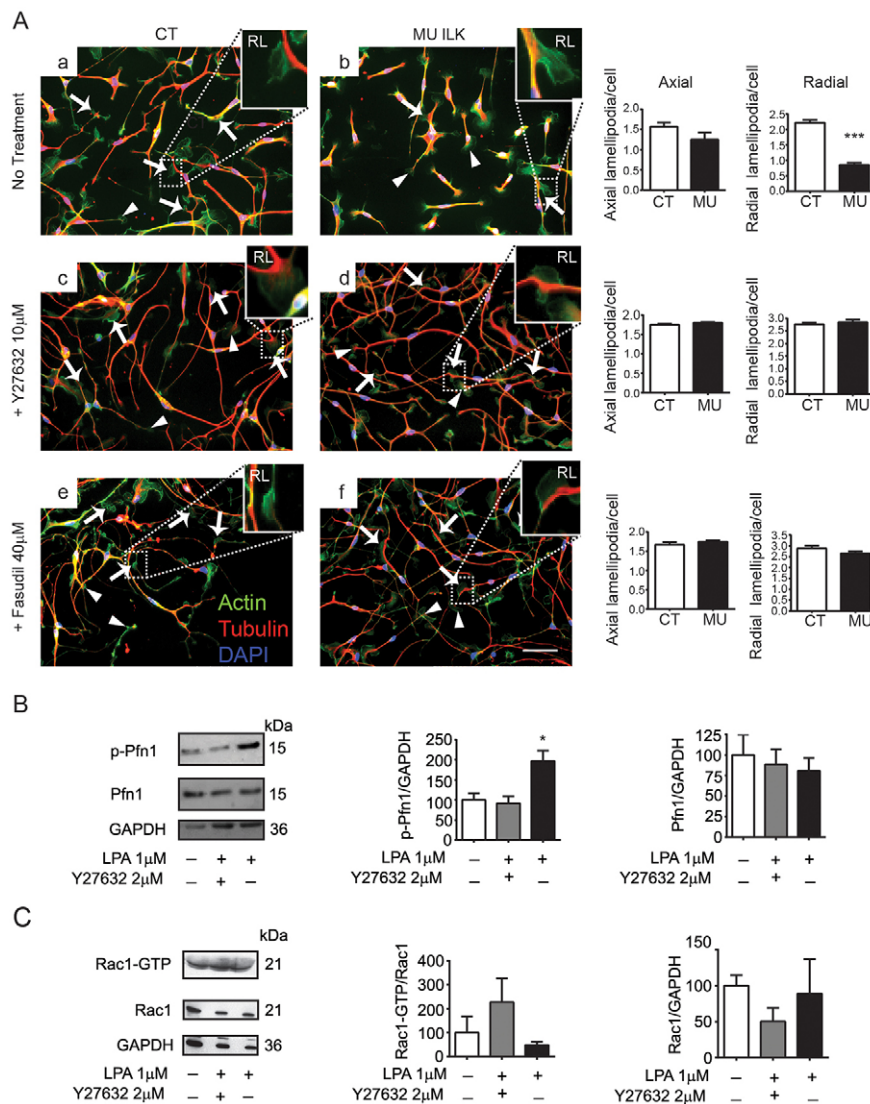 A
CT
MU ILK
No Treatment
a
RL
b
RL
Axial
Radial
Axial lamellipodia/cell
2.0
1.5
1.0
0.5
0.0
CT MU
Radial lamellipodia/cell
2.5
2.0
1.5
1.0
0.5
0.0
***
CT MU
+ Y27632 10μM
c
RL
d
RL
Axial lamellipodia/cell
2.0
1.5
1.0
0.5
0
CT MU
Radial lamellipodia/cell
3.0
2.5
2.0
1.5
1.0
0.5
0.0
CT MU
+ Fasudil 40μM
e
RL
Actin
Tubulin
DAPI
f
RL
Axial lamellipodia/cell
2.0
1.5
1.0
0.5
0.0
CT MU
Radial lamellipodia/cell
3.5
3.0
2.5
2.0
1.5
1.0
0.5
0.0
CT MU
B
kDa
p-Pfn1 15
Pfn1 15
GAPDH 36
LPA 1μM – + +
Y27632 2μM – + –
p-Pfn1/GAPDH
250
200
150
100
50
0
*
LPA 1μM – + +
Y27632 2μM – + –
Pfn1/GAPDH
125
100
75
50
25
0
LPA 1μM – + +
Y27632 2μM – + –
C
kDa
Rac1-GTP 21
Rac1 21
GAPDH 36
LPA 1μM – + +
Y27632 2μM – + –
Rac1-GTP/Rac1
400
300
200
100
0
LPA 1μM – + +
Y27632 2μM – + –
Rac1/GAPDH
150
100
50
0
LPA 1μM – + +
Y27632 2μM – + –